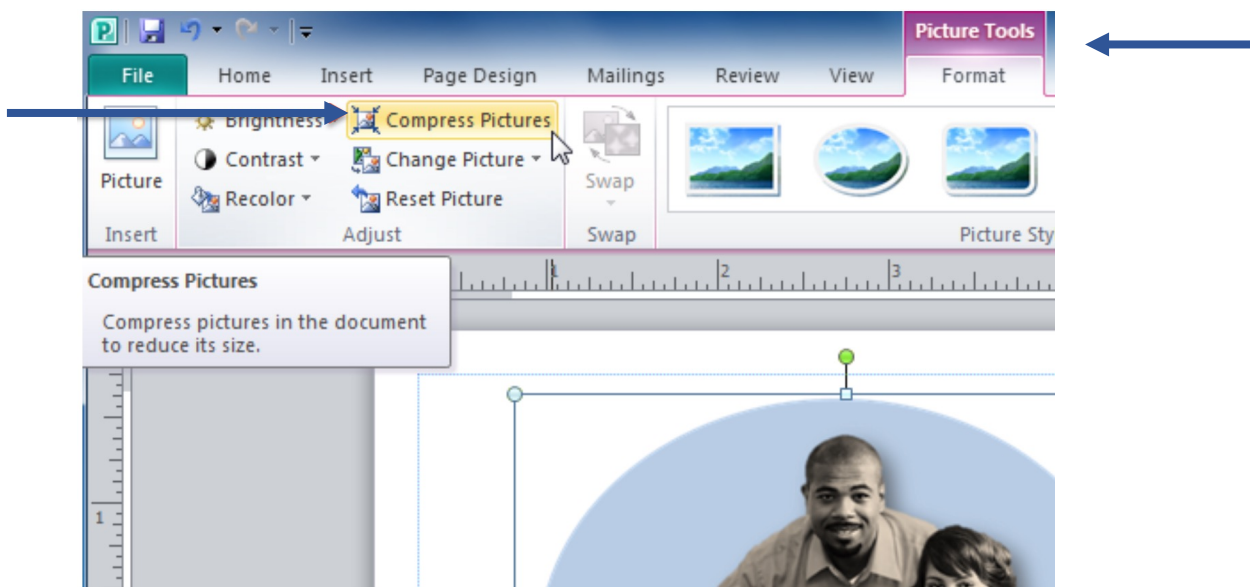 Picture Tools
File Home Insert Page Design Mailings Review View Format
Brightness Compress Pictures
Contrast Change Picture Swap
Picture Recolor Reset Picture
Insert Adjust Swap Picture Sty
1 2 3
Compress Pictures
Compress pictures in the document
to reduce its size.
1